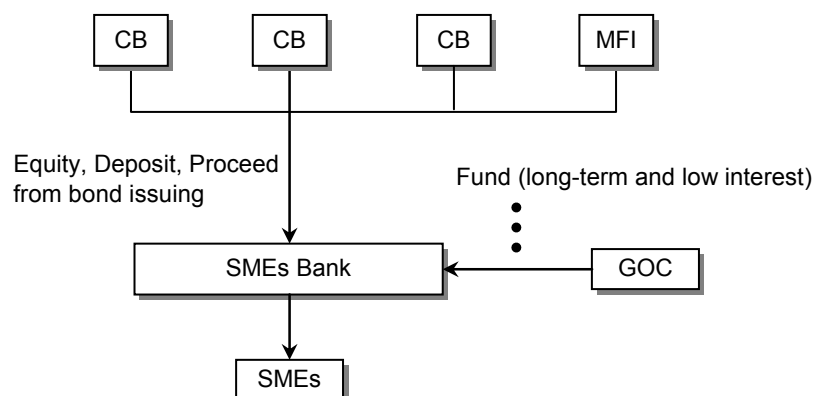 CB
CB
CB
MFI
Equity, Deposit, Proceed
from bond issuing
Fund (long-term and low interest)
SMEs Bank
GOC
SMEs